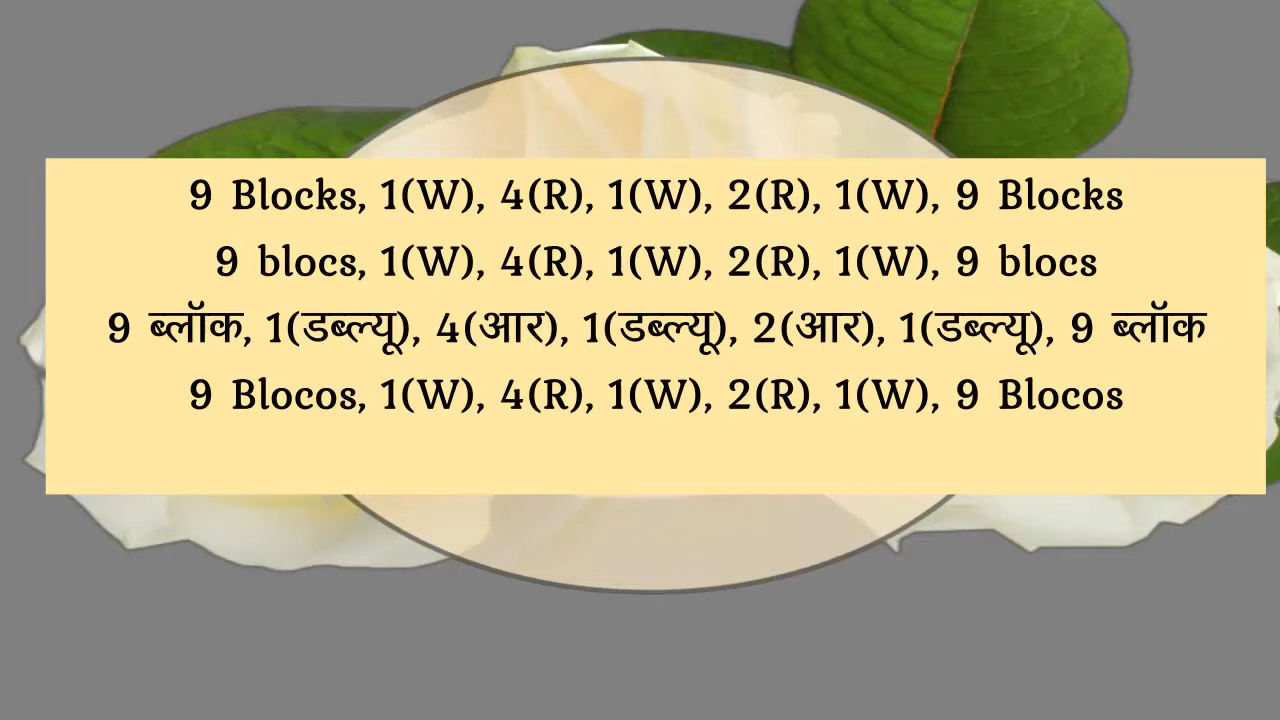 9 Blocks, 1(W), 4(R), 1(W), 2(R), 1(W), 9 Blocks
9 blocs, 1(W), 4(R), 1(W), 2(R), 1(W), 9 blocs
9 ब्लॉक, 1(डब्ल्यू), 4(आर), 1(डब्ल्यू), 2(आर), 1(डब्ल्यू), 9 ब्लॉक
9 Blocos, 1(W), 4(R), 1(W), 2(R), 1(W), 9 Blocos